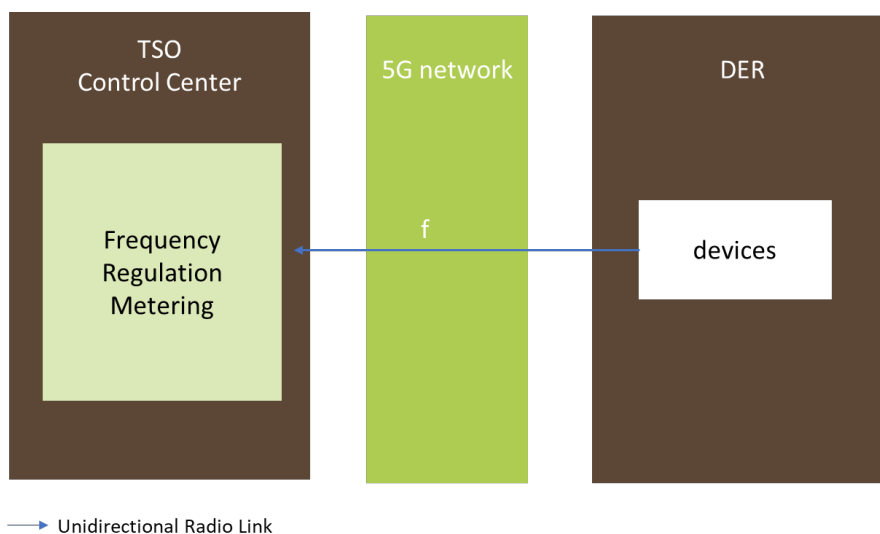 TSO
Control Center
5G network
DER
Frequency
Regulation
Metering
f
devices
Unidirectional Radio Link